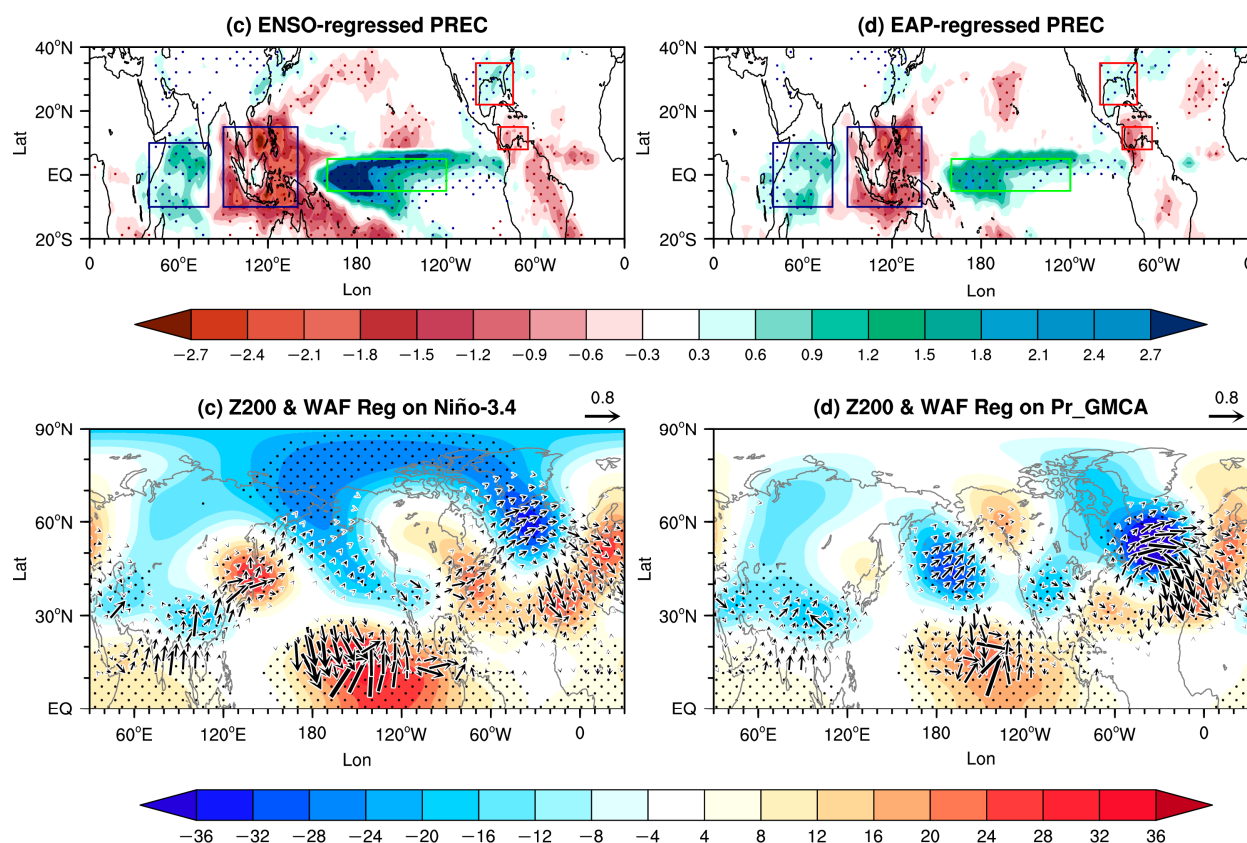 (c) ENSO-regressed PREC
(d) EAP-regressed PREC
40°N
20°N
EQ
20°S
Lat
0 60°E 120°E 180 120°W 60°W 0
Lon
40°N
20°N
EQ
20°S
Lat
0 60°E 120°E 180 120°W 60°W 0
Lon
−2.7 −2.4 −2.1 −1.8 −1.5 −1.2 −0.9 −0.6 −0.3 0.3 0.6 0.9 1.2 1.5 1.8 2.1 2.4 2.7
(c) Z200 & WAF Reg on Niño-3.4
0.8
(d) Z200 & WAF Reg on Pr_GMCA
0.8
90°N
60°N
30°N
EQ
Lat
60°E 120°E 180 120°W 60°W 0
Lon
90°N
60°N
30°N
EQ
Lat
60°E 120°E 180 120°W 60°W 0
Lon
−36 −32 −28 −24 −20 −16 −12 −8 −4 4 8 12 16 20 24 28 32 36